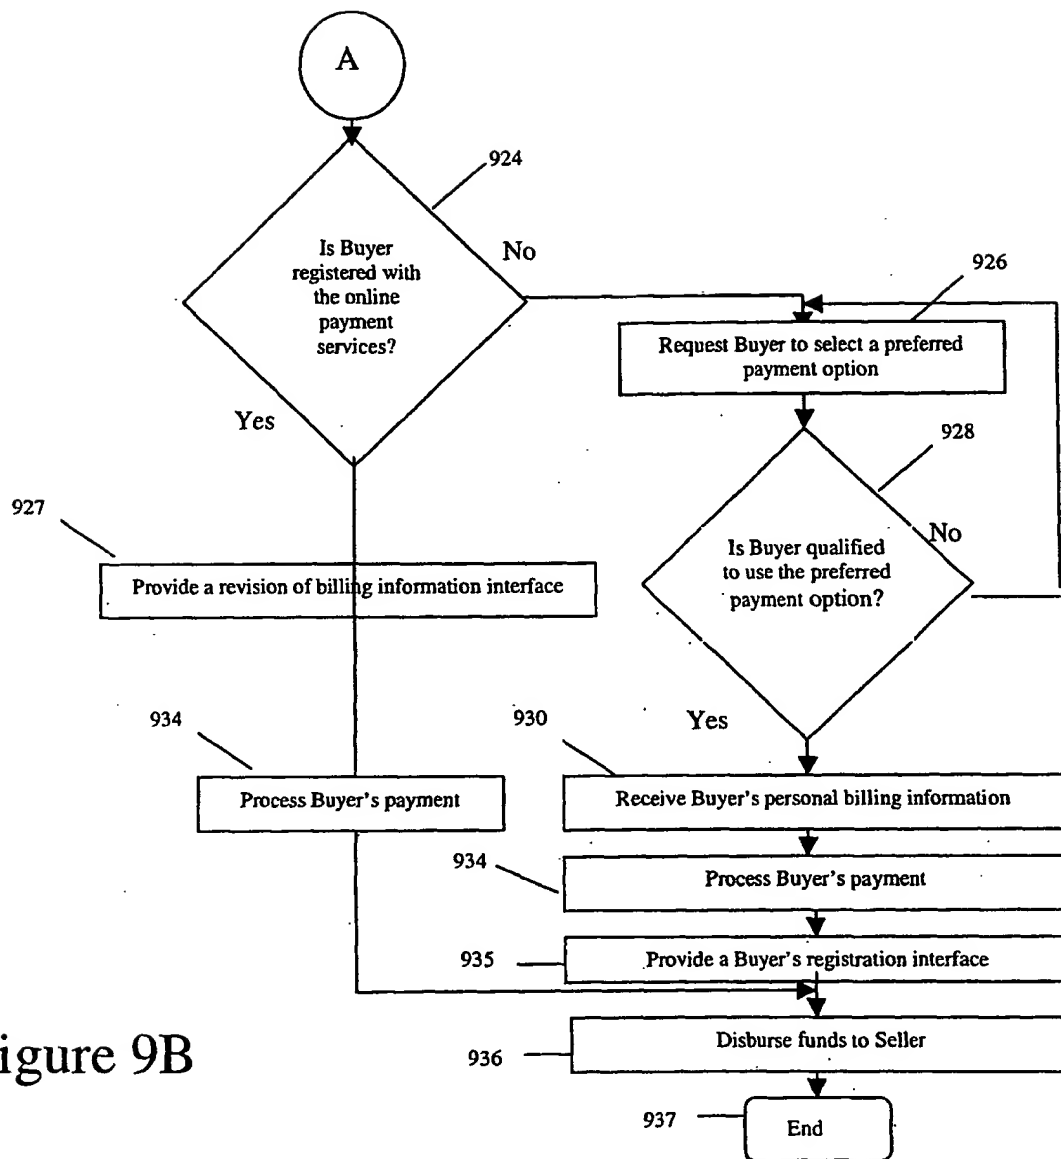 A
924
Is Buyer
registered with
the online
payment
services?
No
Yes
926
Request Buyer to select a preferred
payment option
928
Is Buyer qualified
to use the preferred
payment option?
No
Yes
927
Provide a revision of billing information interface
934
Process Buyer's payment
930
Receive Buyer's personal billing information
934
Process Buyer's payment
935
Provide a Buyer's registration interface
936
Disburse funds to Seller
937
End
igure 9B